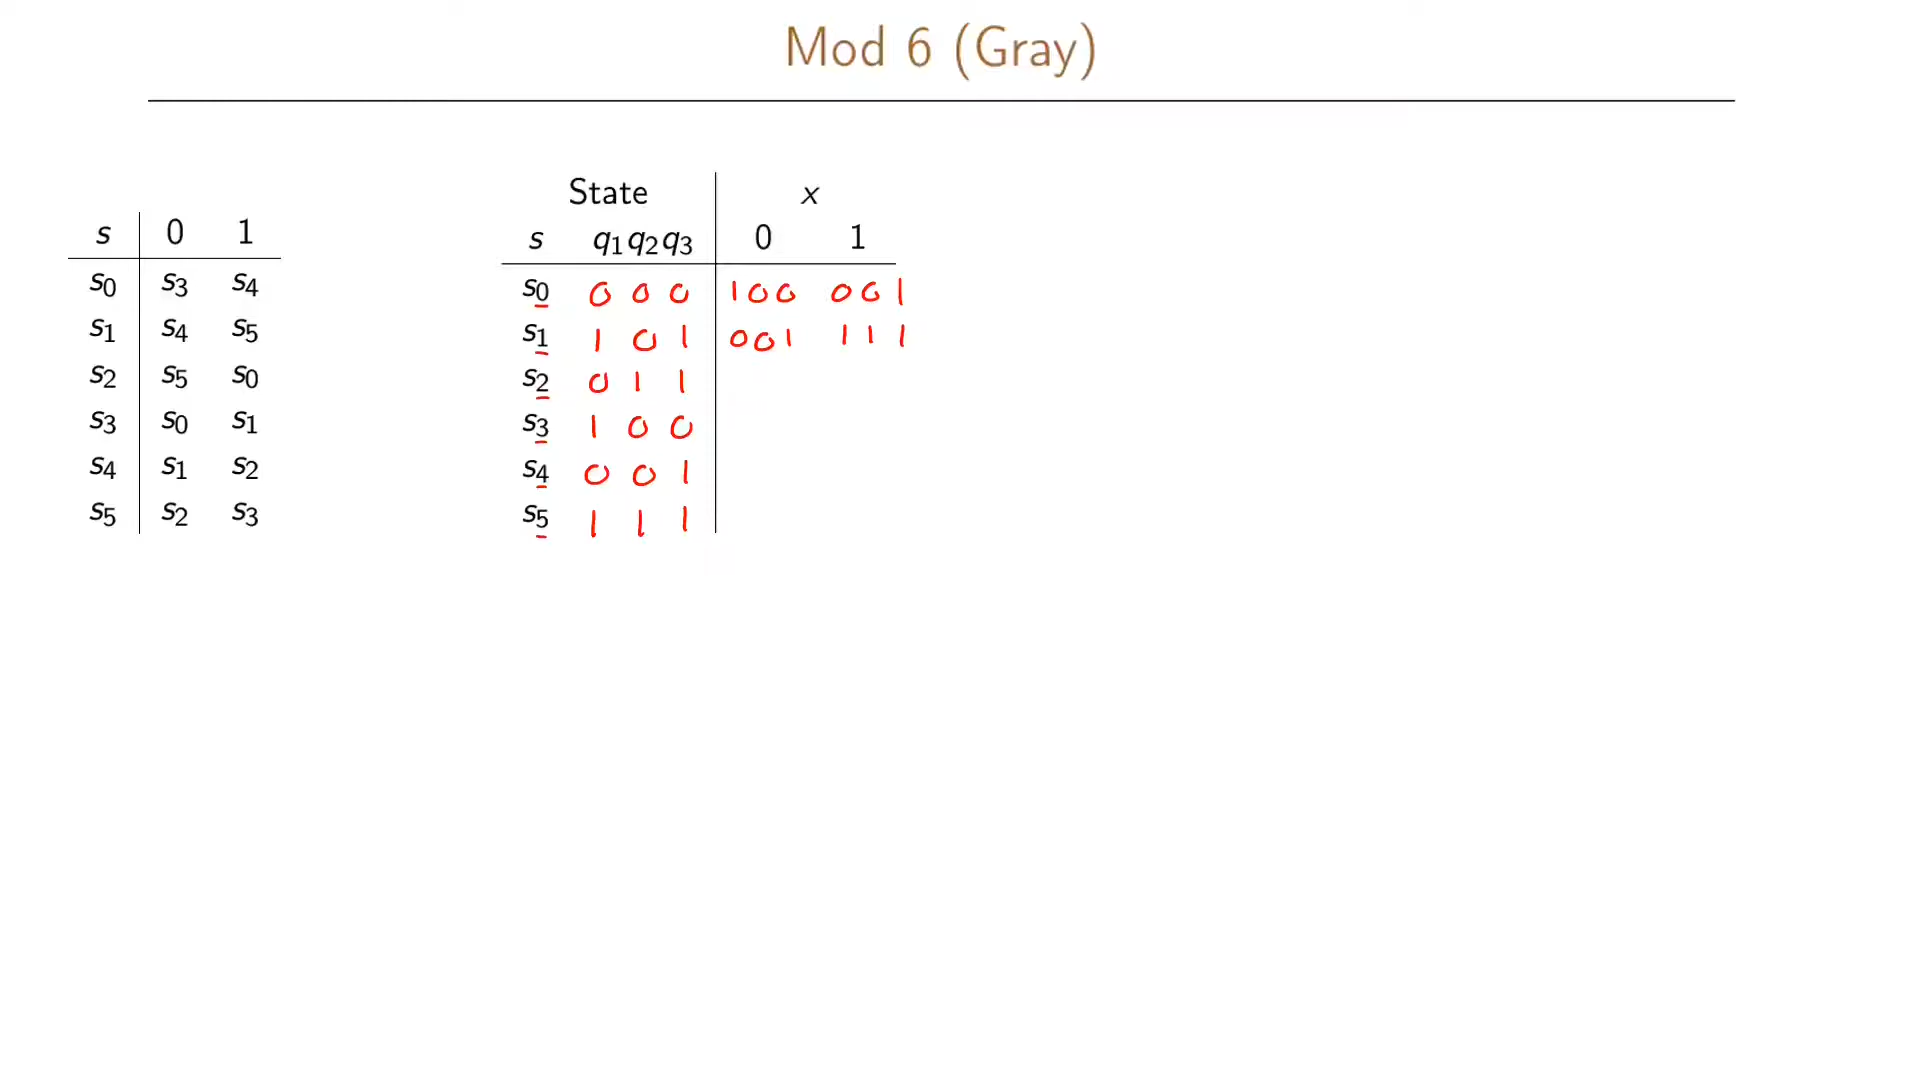 Mod 6 (Gray)
s 0 1
s0 s3 s4
s1 s4 s5
s2 s5 s0
s3 s0 s1
s4 s1 s2
s5 s2 s3
State x
s q1q2q3 0 1
s0 0 0 0 100 001
s1 1 0 1 001 111
s2 0 1 1
s3 1 0 0
s4 0 0 1
s5 1 1 1